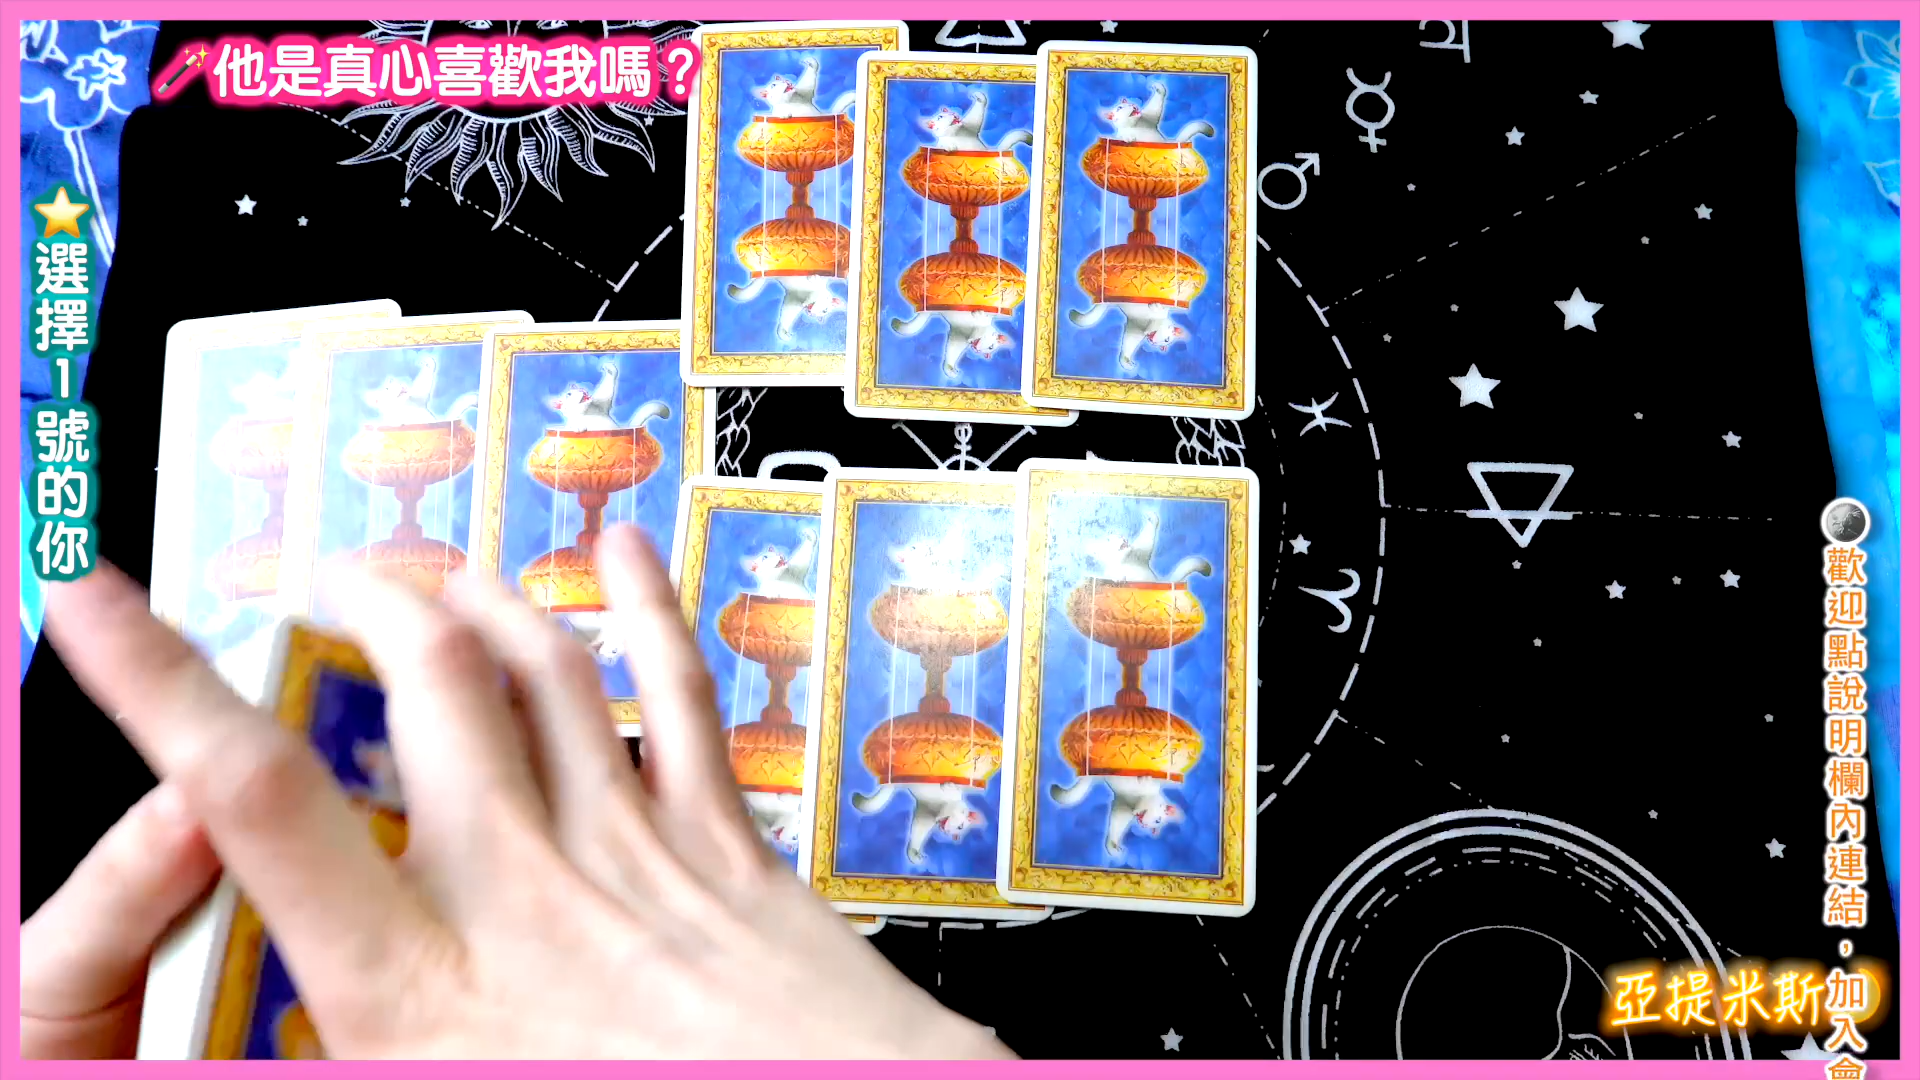 他是真心喜歡我嗎？
選擇1號的你
歡迎點說明欄內連結，加入會
亞提米斯